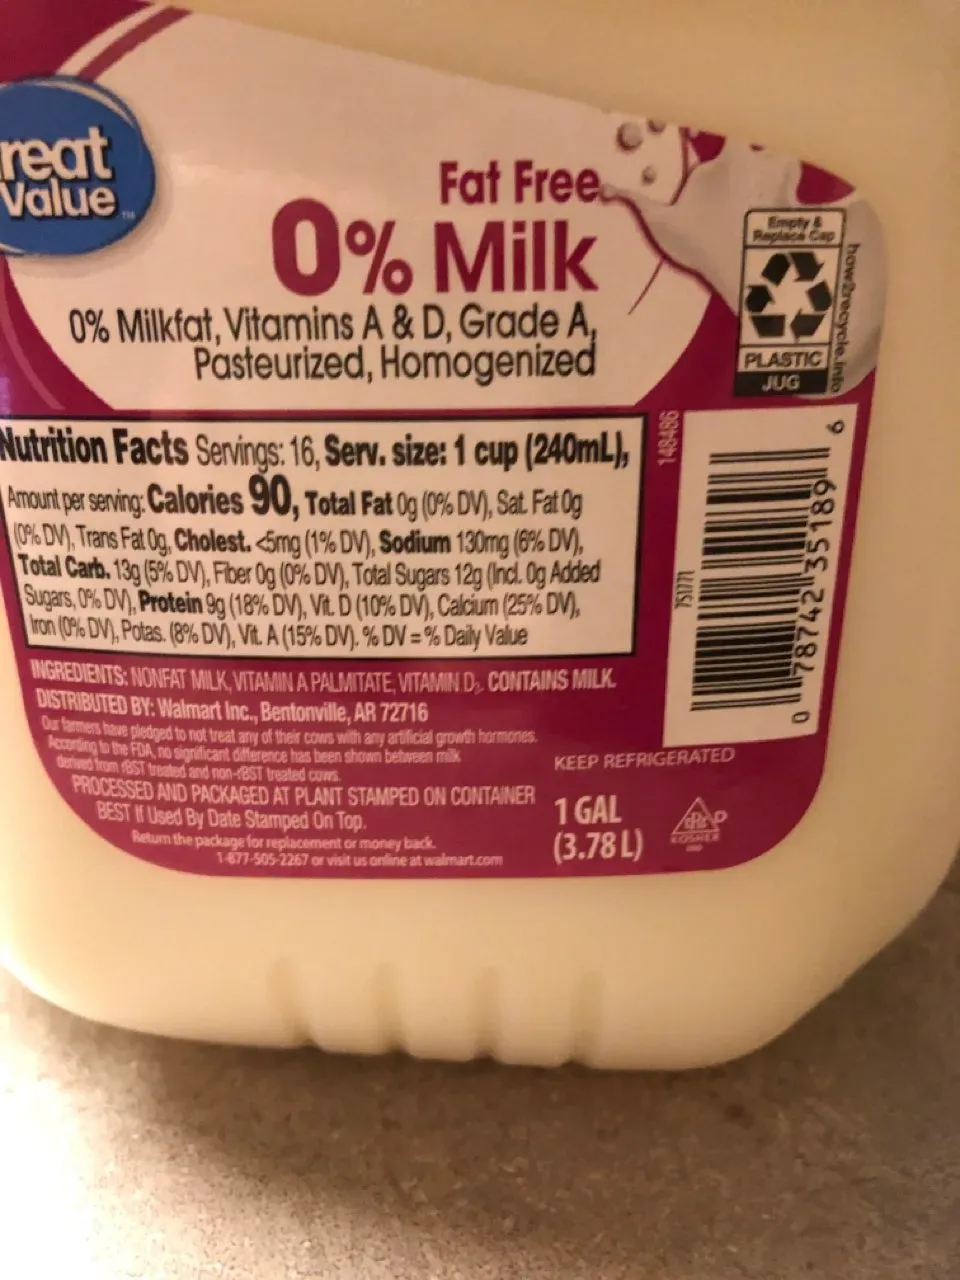 reat
Value
TM
Fat Free
0% Milk
0% Milkfat, Vitamins A & D, Grade A,
Pasteurized, Homogenized
Empty &
Replace Cap
how2recycle.info
PLASTIC
JUG
Nutrition Facts Servings: 16, Serv. size: 1 cup (240mL),
Amount per serving: Calories 90, Total Fat 0g (0% DV), Sat. Fat 0g
(0% DV), Trans Fat 0g, Cholest. <5mg (1% DV), Sodium 130mg (6% DV),
Total Carb. 13g (5% DV), Fiber 0g (0% DV), Total Sugars 12g (Incl. 0g Added
Sugars, 0% DV), Protein 9g (18% DV), Vit. D (10% DV), Calcium (25% DV),
Iron (0% DV), Potas. (8% DV), Vit. A (15% DV). % DV = % Daily Value
148486
751771
0 78742 35189 6
INGREDIENTS: NONFAT MILK, VITAMIN A PALMITATE, VITAMIN D3. CONTAINS MILK.
DISTRIBUTED BY: Walmart Inc., Bentonville, AR 72716
Our farmers have pledged to not treat any of their cows with any artificial growth hormones.
According to the FDA, no significant difference has been shown between milk
derived from rBST treated and non-rBST treated cows.
PROCESSED AND PACKAGED AT PLANT STAMPED ON CONTAINER
BEST If Used By Date Stamped On Top.
Return the package for replacement or money back.
1-877-505-2267 or visit us online at walmart.com
KEEP REFRIGERATED
1 GAL
(3.78 L)
KOSHER